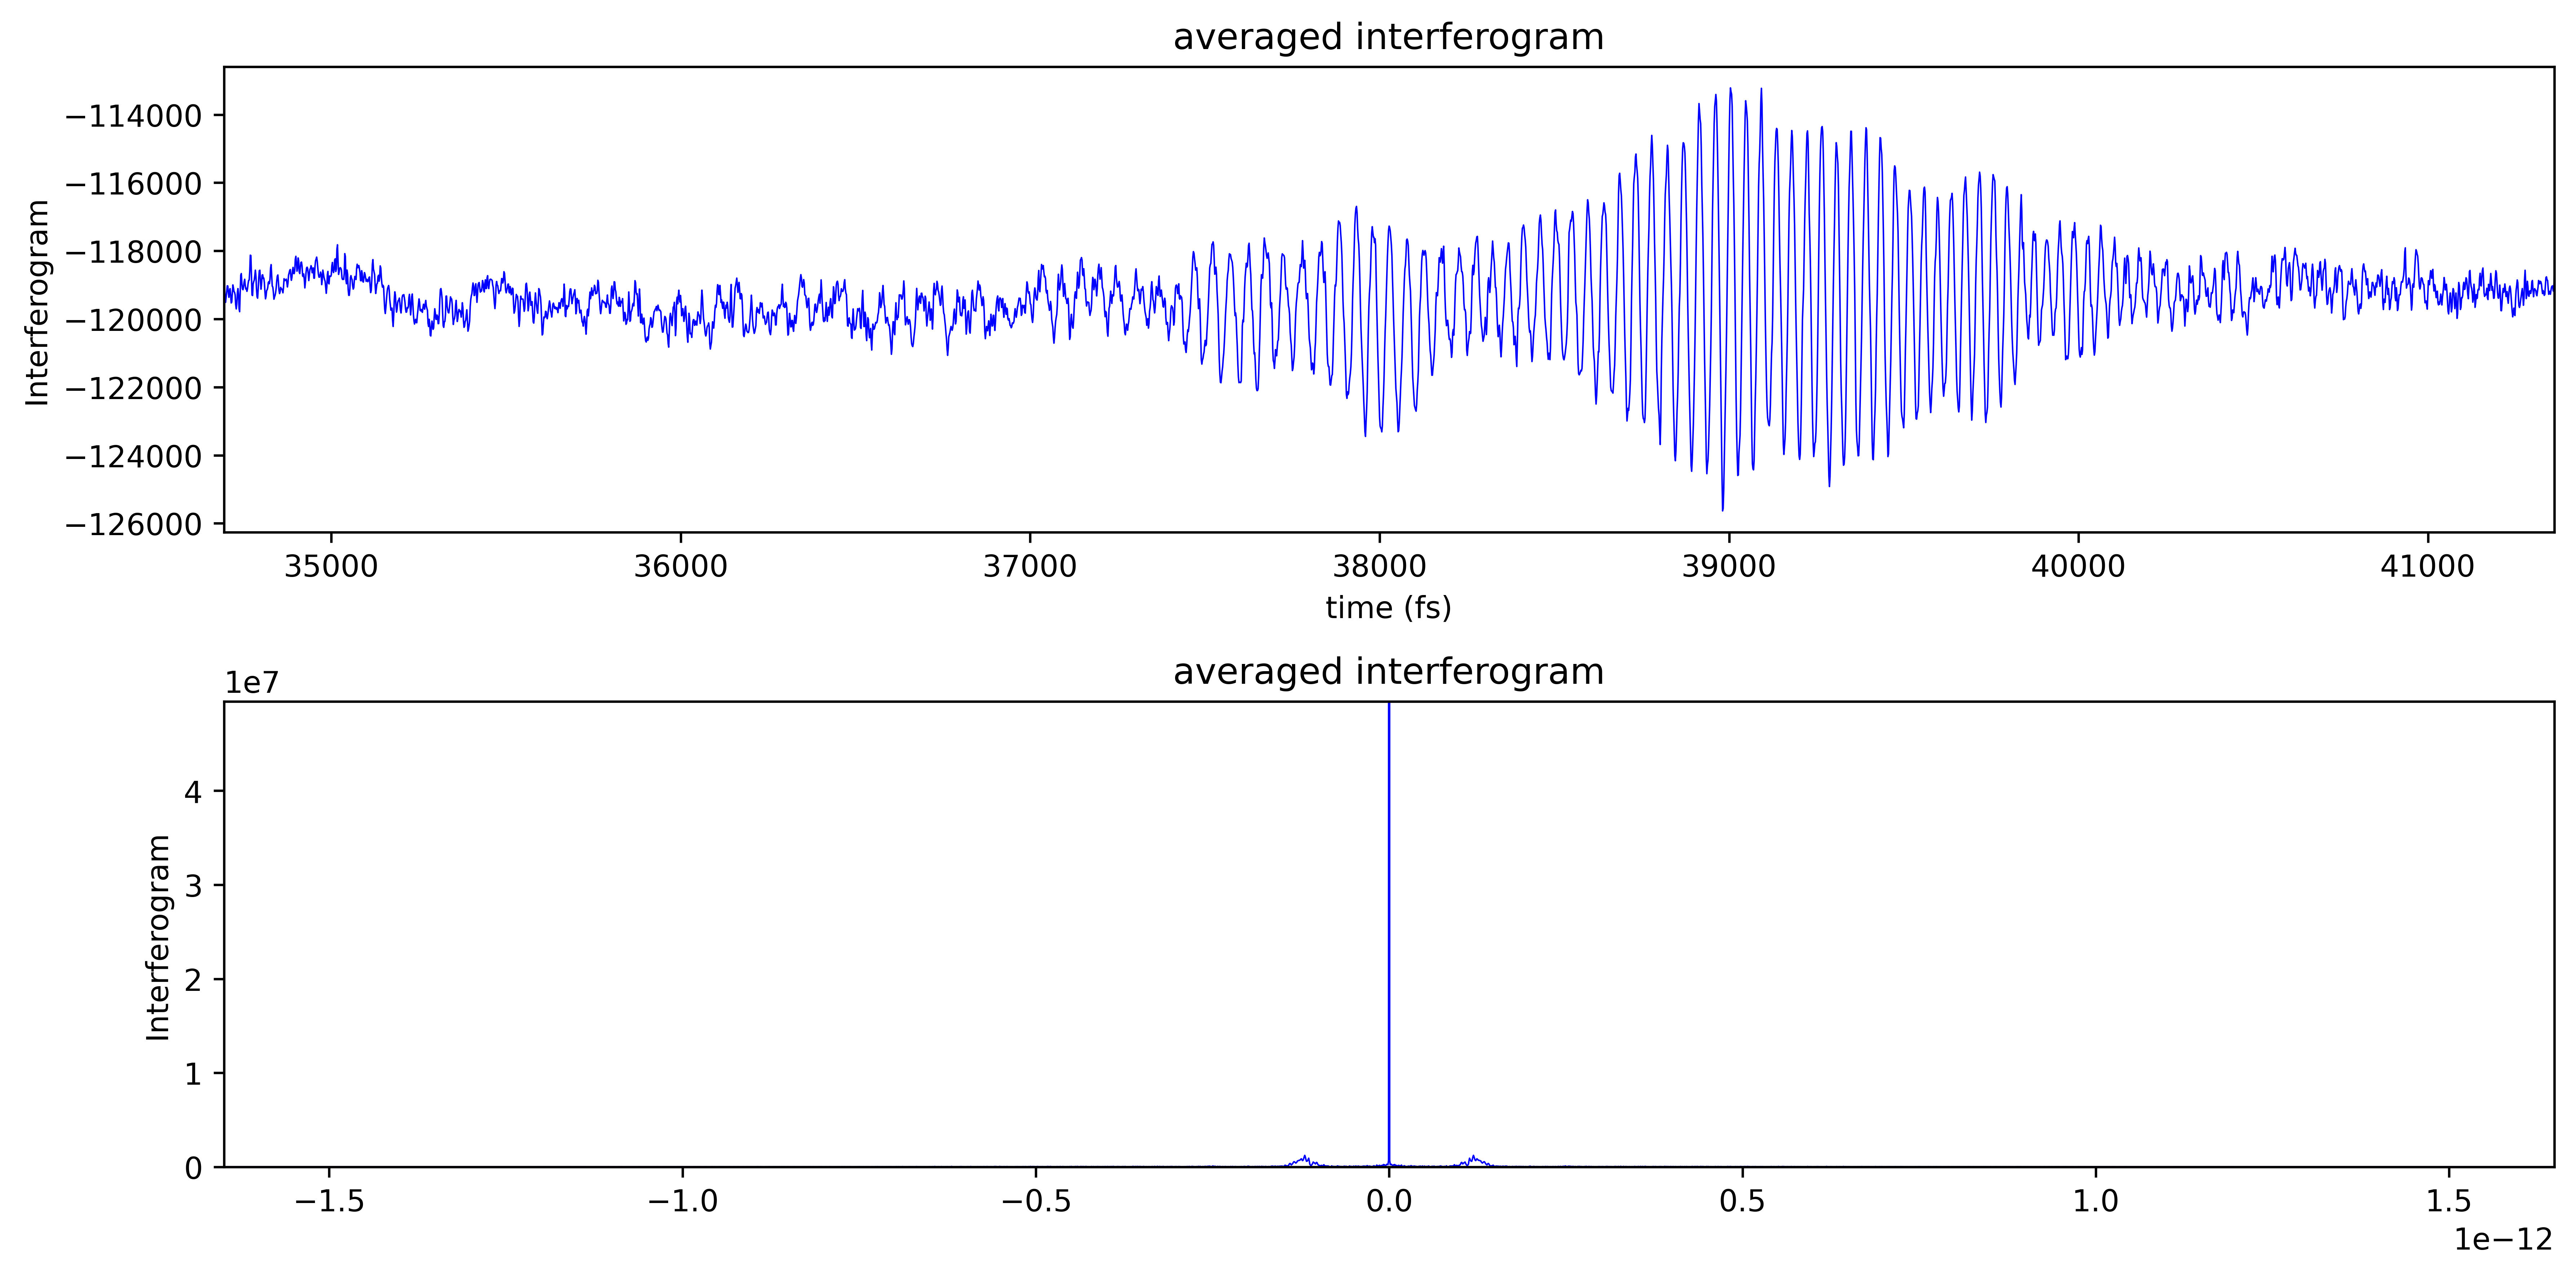 averaged interferogram
Interferogram
−114000
−116000
−118000
−120000
−122000
−124000
−126000
35000 36000 37000 38000 39000 40000 41000
time (fs)
averaged interferogram
1e7
Interferogram
4
3
2
1
0
−1.5 −1.0 −0.5 0.0 0.5 1.0 1.5
1e−12